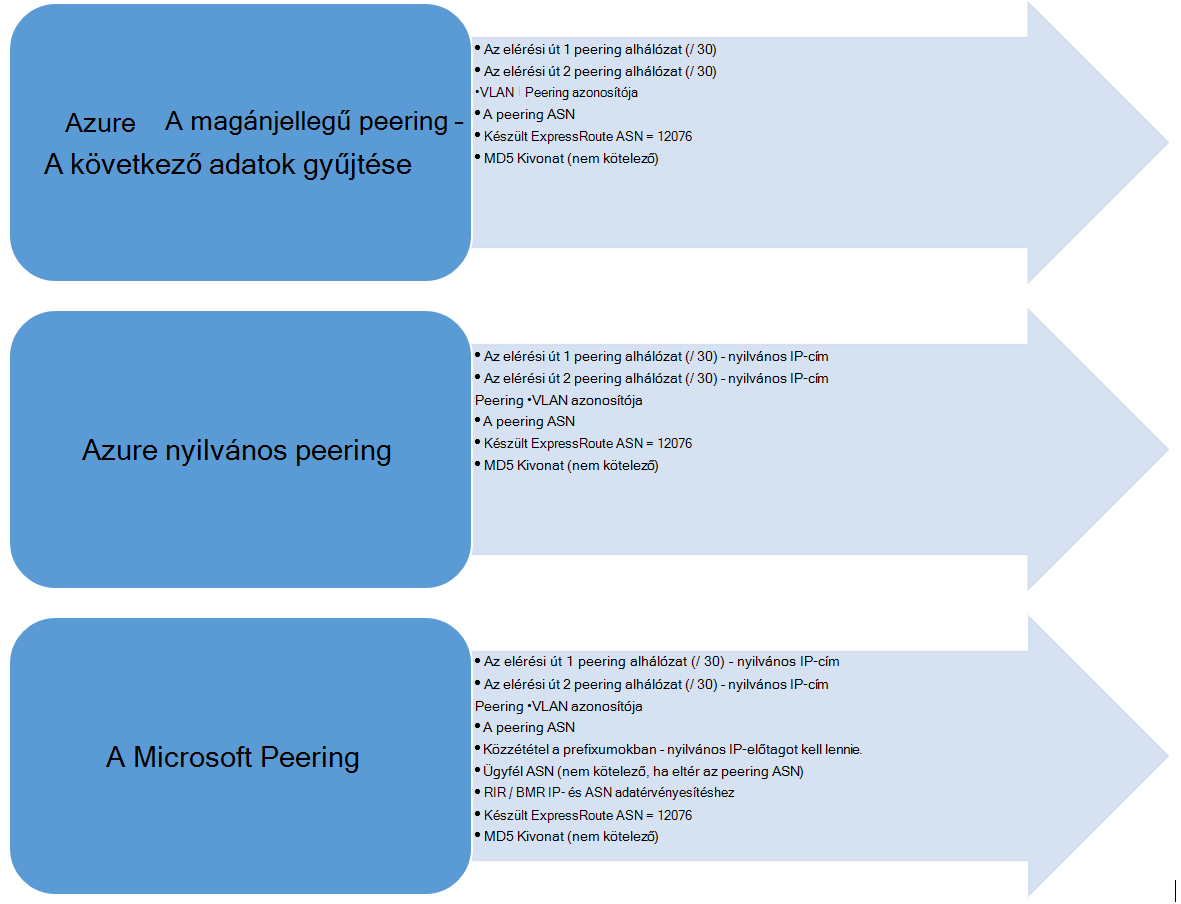 Azure A magánjellegű peering –
A következő adatok gyűjtése
• Az elérési út 1 peering alhálózat (/ 30)
• Az elérési út 2 peering alhálózat (/ 30)
•VLAN Peering azonosítója
• A peering ASN
• Készült ExpressRoute ASN = 12076
• MD5 Kivonat (nem kötelező)
Azure nyilvános peering
• Az elérési út 1 peering alhálózat (/ 30) – nyilvános IP-cím
• Az elérési út 2 peering alhálózat (/ 30) – nyilvános IP-cím
Peering •VLAN azonosítója
• A peering ASN
• Készült ExpressRoute ASN = 12076
• MD5 Kivonat (nem kötelező)
A Microsoft Peering
• Az elérési út 1 peering alhálózat (/ 30) – nyilvános IP-cím
• Az elérési út 2 peering alhálózat (/ 30) – nyilvános IP-cím
Peering •VLAN azonosítója
• A peering ASN
• Közzététel a prefixumokban – nyilvános IP-előtagot kell lennie.
• Ügyfél ASN (nem kötelező, ha eltér az peering ASN)
• RIR / BMR IP- és ASN adatérvényesítéshez
• Készült ExpressRoute ASN = 12076
• MD5 Kivonat (nem kötelező)